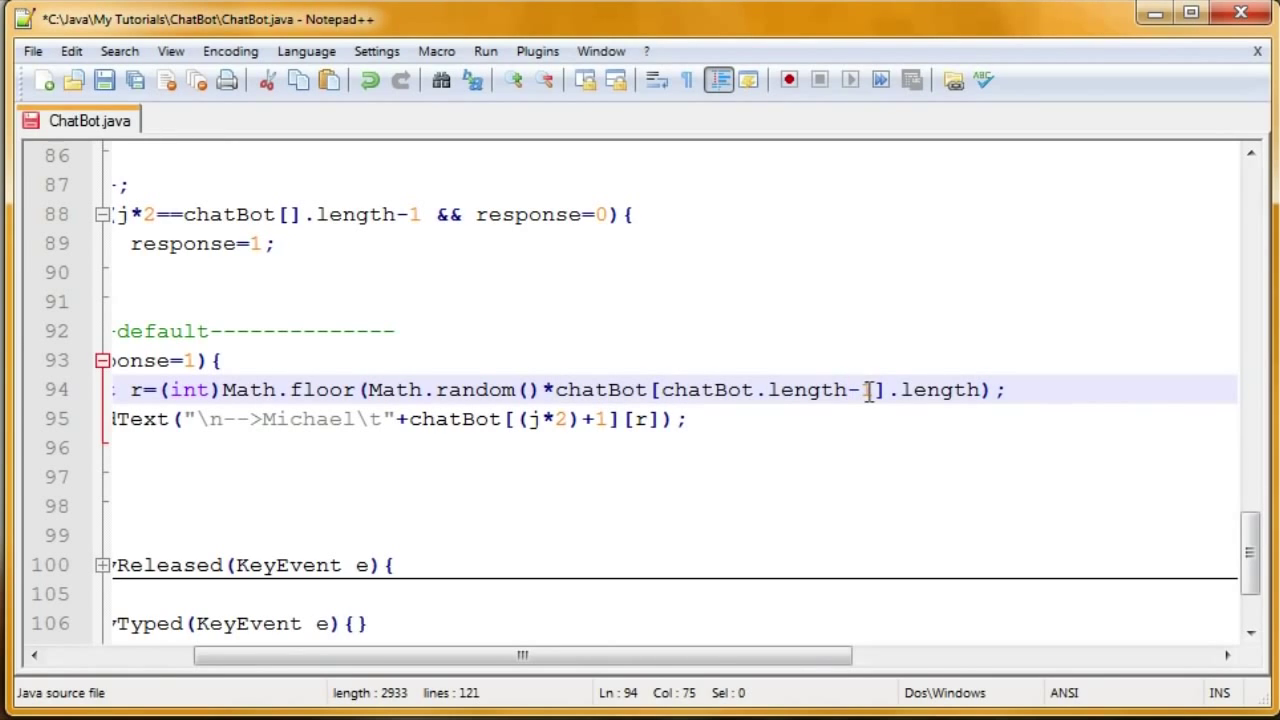 *C:\Java\My Tutorials\ChatBot\ChatBot.java - Notepad++
File Edit Search View Encoding Language Settings Macro Run Plugins Window ? X
ABC
ChatBot.java
86
87 ;
88 j*2==chatBot[].length-1 && response=0){
89 response=1;
90
91
92 -default--------------
93 onse=1){
94 r=(int)Math.floor(Math.random()*chatBot[chatBot.length-1].length);
95 dText("\n-->Michael\t"+chatBot[(j*2)+1][r]);
96
97
98
99
100 yReleased(KeyEvent e){
105
106 yTyped(KeyEvent e){}
Java source file length : 2933 lines : 121 Ln : 94 Col : 75 Sel : 0 Dos\Windows ANSI INS